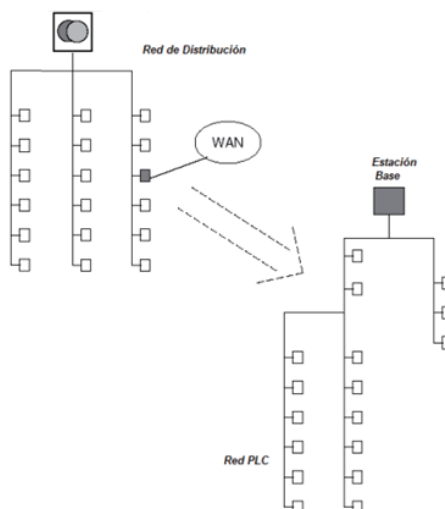 Red de Distribución
WAN
Estación
Base
Red PLC